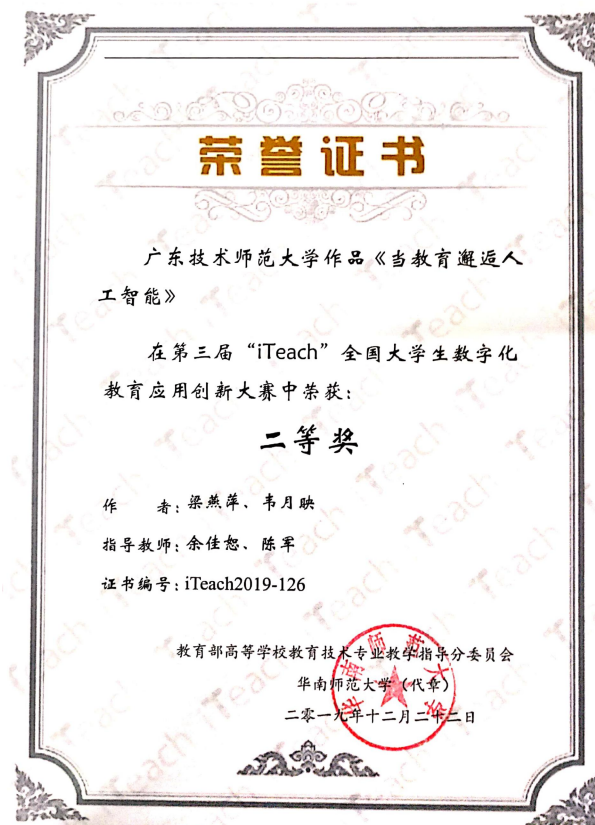 荣誉证书
广东技术师范大学作品《当教育邂逅人
工智能》
在第三届“iTeach”全国大学生数字化
教育应用创新大赛中荣获：
二等奖
作 者：梁燕萍、韦月映
指导教师：余佳恕、陈军
证书编号：iTeach2019-126
教育部高等学校教育技术专业教学指导分委员会
华南师范大学（代章）
二零一九年十二月二十二日
华南师范大学